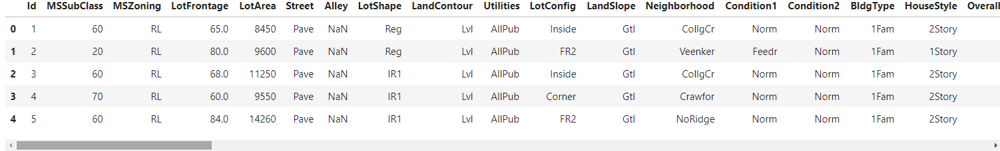 Id MSSubClass MSZoning LotFrontage LotArea Street Alley LotShape LandContour Utilities LotConfig LandSlope Neighborhood Condition1 Condition2 BldgType HouseStyle Overall
0 1 60 RL 65.0 8450 Pave NaN Reg Lvl AllPub Inside Gtl CollgCr Norm Norm 1Fam 2Story
1 2 20 RL 80.0 9600 Pave NaN Reg Lvl AllPub FR2 Gtl Veenker Feedr Norm 1Fam 1Story
2 3 60 RL 68.0 11250 Pave NaN IR1 Lvl AllPub Inside Gtl CollgCr Norm Norm 1Fam 2Story
3 4 70 RL 60.0 9550 Pave NaN IR1 Lvl AllPub Corner Gtl Crawfor Norm Norm 1Fam 2Story
4 5 60 RL 84.0 14260 Pave NaN IR1 Lvl AllPub FR2 Gtl NoRidge Norm Norm 1Fam 2Story